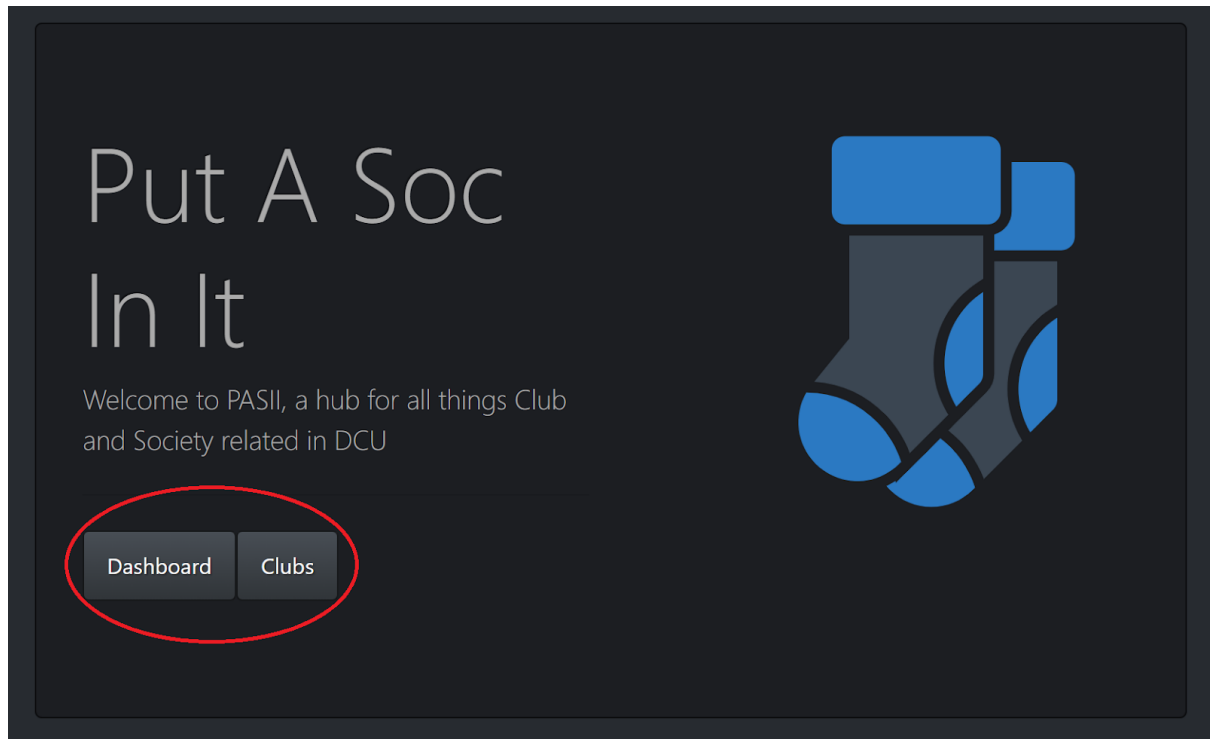 Put A Soc
In It
Welcome to PASII, a hub for all things Club
and Society related in DCU
Dashboard Clubs